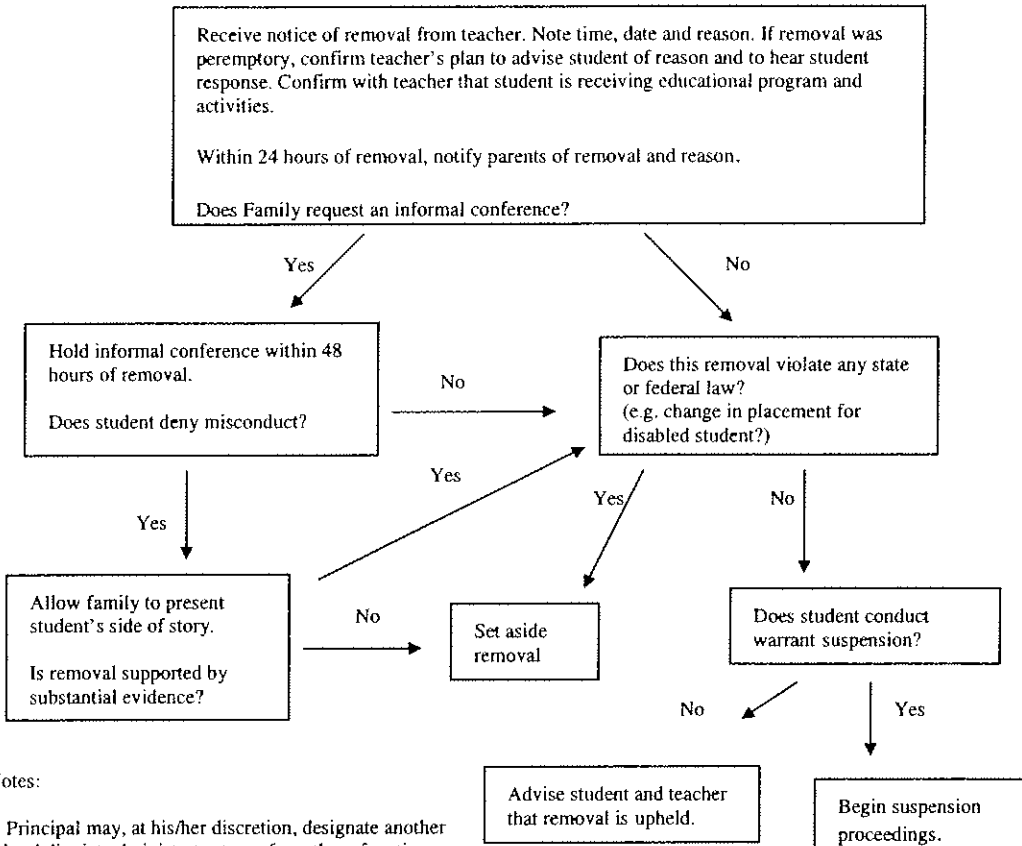 Receive notice of removal from teacher. Note time, date and reason. If removal was
peremptory, confirm teacher's plan to advise student of reason and to hear student
response. Confirm with teacher that student is receiving educational program and
activities.
Within 24 hours of removal, notify parents of removal and reason.
Does Family request an informal conference?
Yes
No
Hold informal conference within 48
hours of removal.
Does student deny misconduct?
No
Does this removal violate any state
or federal law?
(e.g. change in placement for
disabled student?)
Yes
Yes
Yes
No
Allow family to present
student's side of story.
Is removal supported by
substantial evidence?
No
Set aside
removal
Does student conduct
warrant suspension?
No
Yes
Notes:
Principal may, at his/her discretion, designate another
Advise student and teacher
that removal is upheld.
Begin suspension
proceedings.